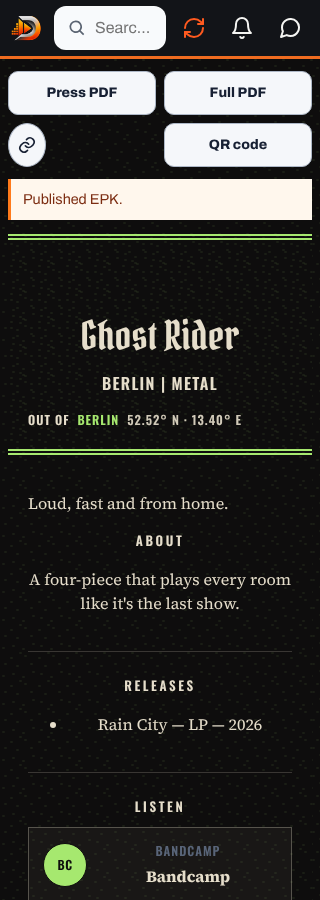 Searc...
Press PDF
Full PDF
QR code
Published EPK.
Ghost Rider
BERLIN | METAL
OUT OF BERLIN 52.52° N · 13.40° E
Loud, fast and from home.
ABOUT
A four-piece that plays every room
like it's the last show.
RELEASES
• Rain City — LP — 2026
LISTEN
BC
BANDCAMP
Bandcamp